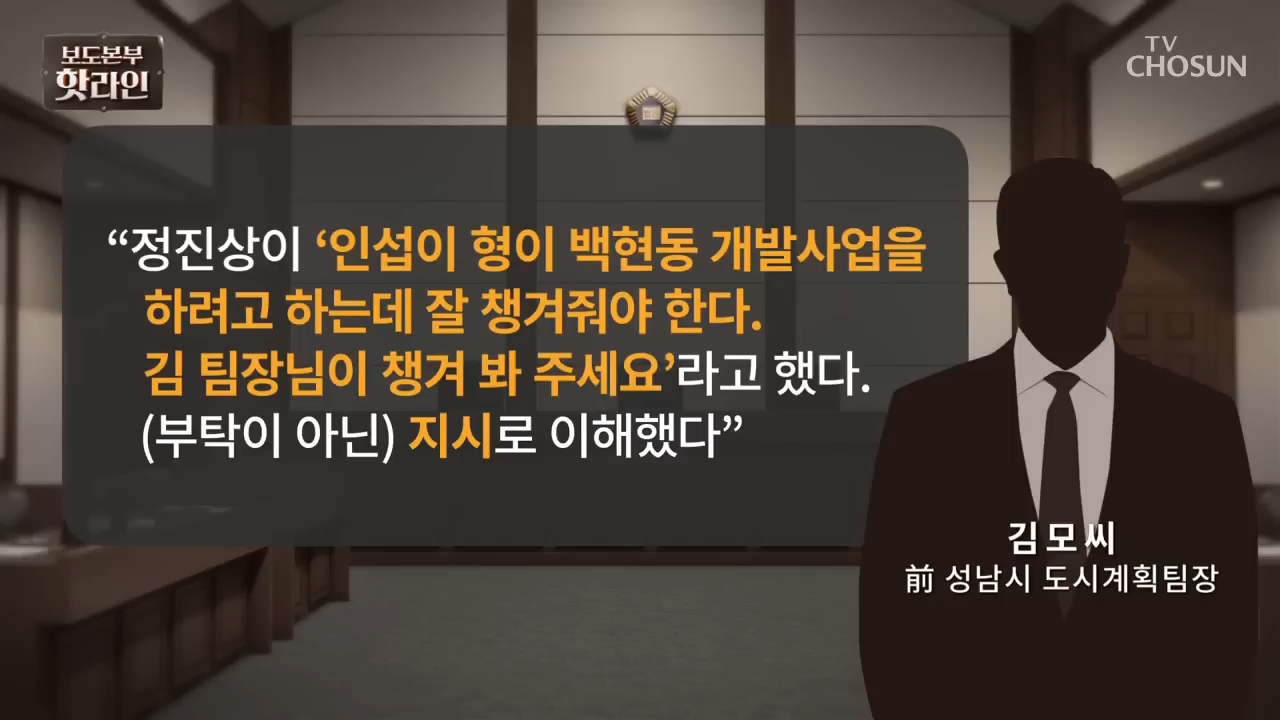 보도본부
핫라인
TV
CHOSUN
“정진상이 ‘인섭이 형이 백현동 개발사업을
하려고 하는데 잘 챙겨줘야 한다.
김 팀장님이 챙겨 봐 주세요’라고 했다.
(부탁이 아닌) 지시로 이해했다”
김모씨
前 성남시 도시계획팀장